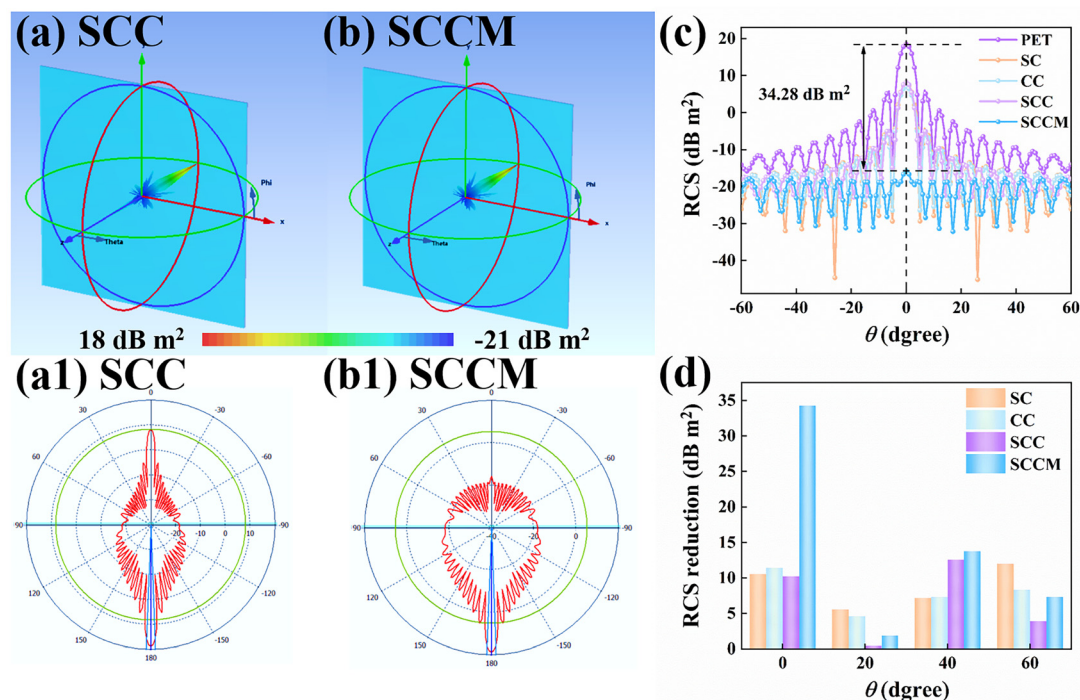 (a) SCC
Y
Phi
x
z
Theta
(b) SCCM
Y
Phi
x
z
Theta
18 dB m²
-21 dB m²
(c)
RCS (dB m²)
20
10
0
-10
-20
-30
-40
34.28 dB m²
PET
SC
CC
SCC
SCCM
-60 -40 -20 0 20 40 60
θ (dgree)
(a1) SCC
0
30 -30
60 -60
90 -20 0 10 -90
120 -120
150 -150
180
(b1) SCCM
0
30 -30
60 -60
90 -40 -20 0 -90
120 -120
150 -150
180
(d)
RCS reduction (dB m²)
35
30
25
20
15
10
5
0
SC
CC
SCC
SCCM
0 20 40 60
θ (dgree)